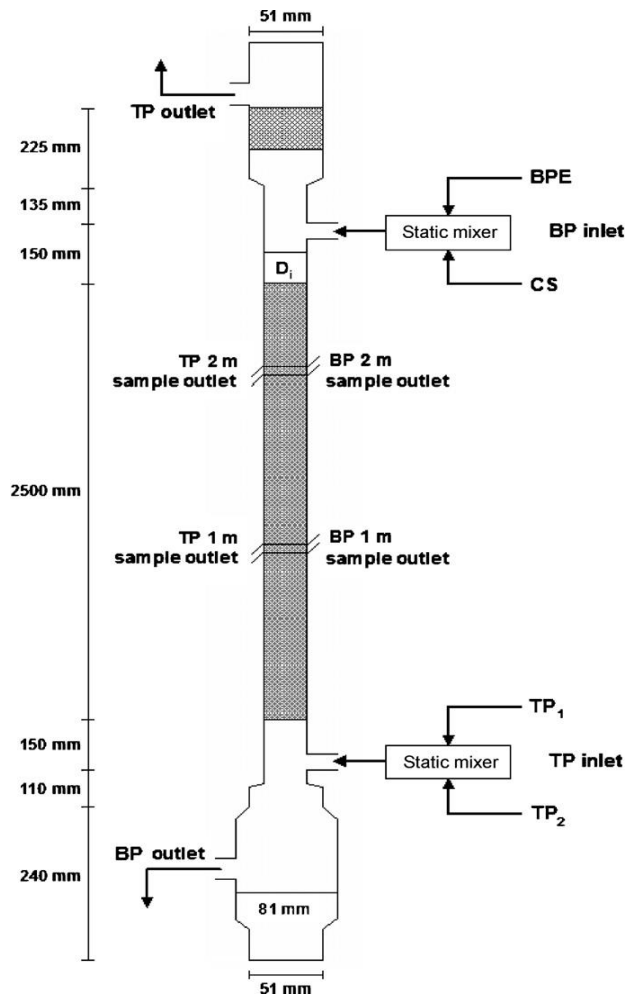 51 mm
TP outlet
225 mm
BPE
135 mm
Static mixer
BP inlet
150 mm
Di
CS
TP 2 m
sample outlet
BP 2 m
sample outlet
2500 mm
TP 1 m
sample outlet
BP 1 m
sample outlet
TP1
150 mm
Static mixer
TP inlet
110 mm
TP2
BP outlet
240 mm
81 mm
51 mm